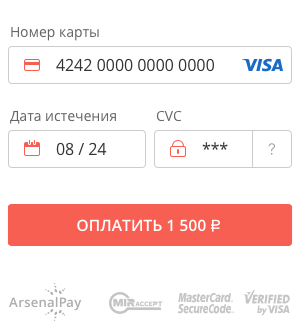 Номер карты
4242 0000 0000 0000 VISA
Дата истечения CVC
08 / 24 *** ?
ОПЛАТИТЬ 1 500 ₽
ArsenalPay MIR ACCEPT MasterCard. SecureCode. VERIFIED by VISA